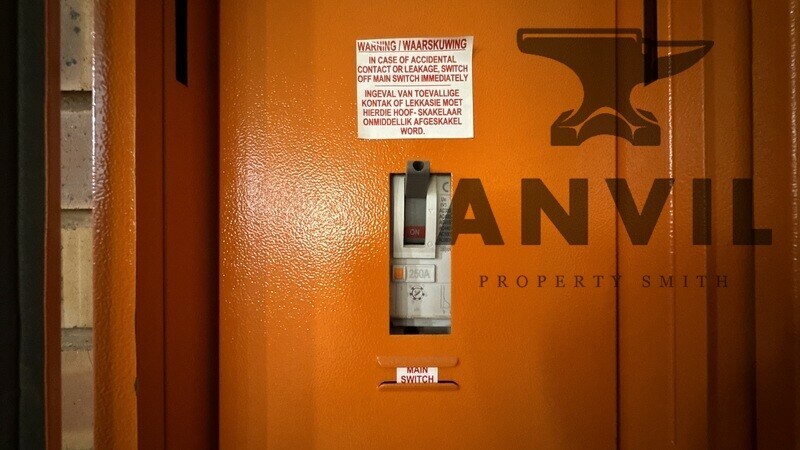 WARNING / WAARSKUWING
IN CASE OF ACCIDENTAL
CONTACT OR LEAKAGE, SWITCH
OFF MAIN SWITCH IMMEDIATELY
INGEVAL VAN TOEVALLIGE
KONTAK OF LEKKASIE MOET
HIERDIE HOOF- SKAKELAAR
ONMIDDELIK AFGESKAKEL
WORD.
ON
250A
MAIN
SWITCH
ANVIL
PROPERTY SMITH